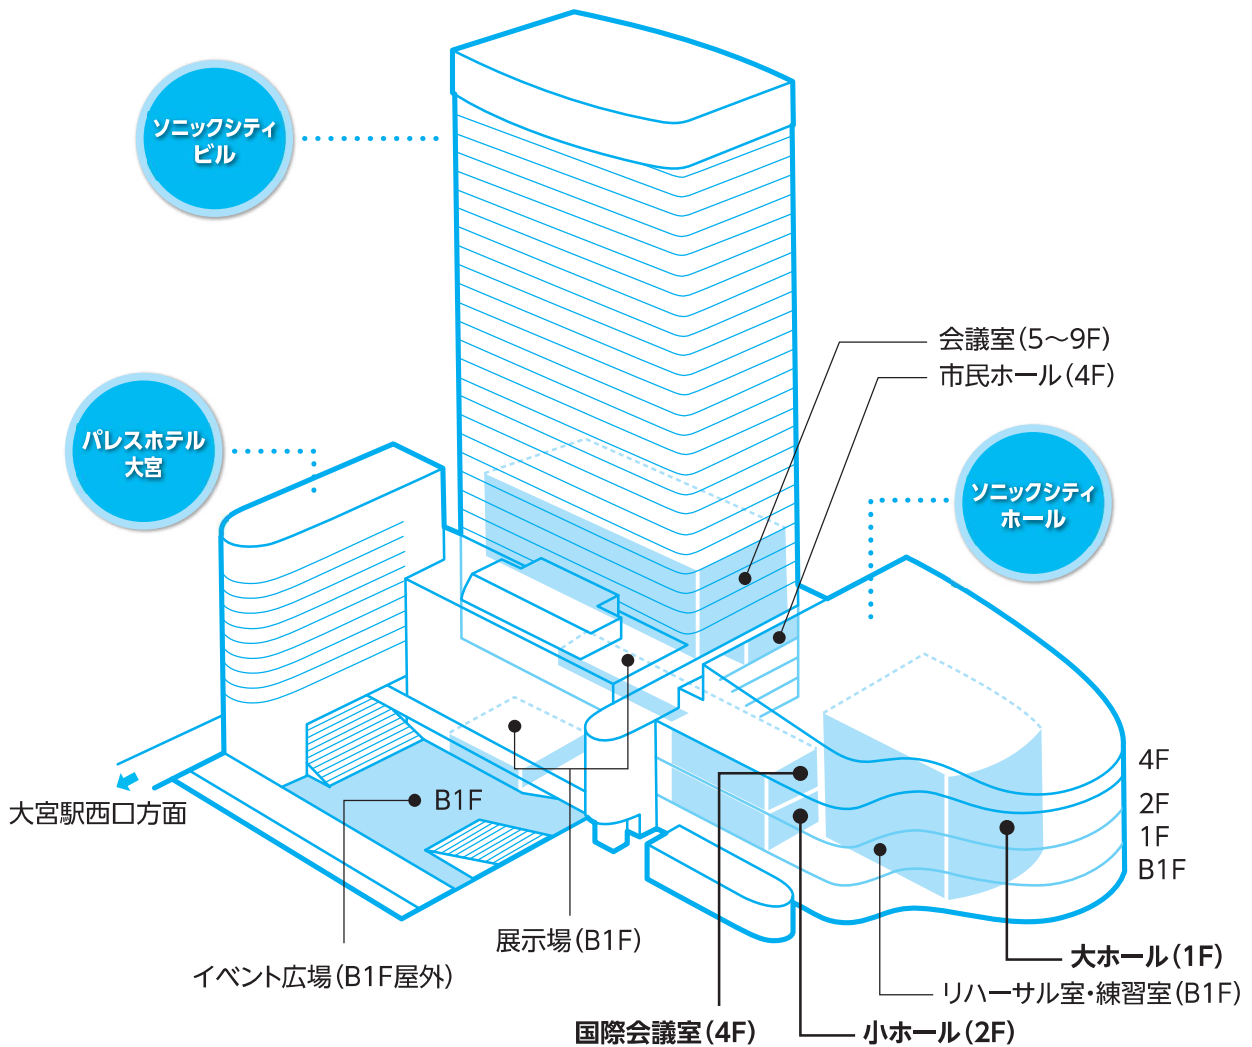 ソニックシティ
ビル
会議室(5～9F)
市民ホール(4F)
パレスホテル
大宮
ソニックシティ
ホール
4F
2F
1F
B1F
B1F
大宮駅西口方面
展示場(B1F)
イベント広場(B1F屋外)
大ホール(1F)
リハーサル室・練習室(B1F)
国際会議室(4F)
小ホール(2F)